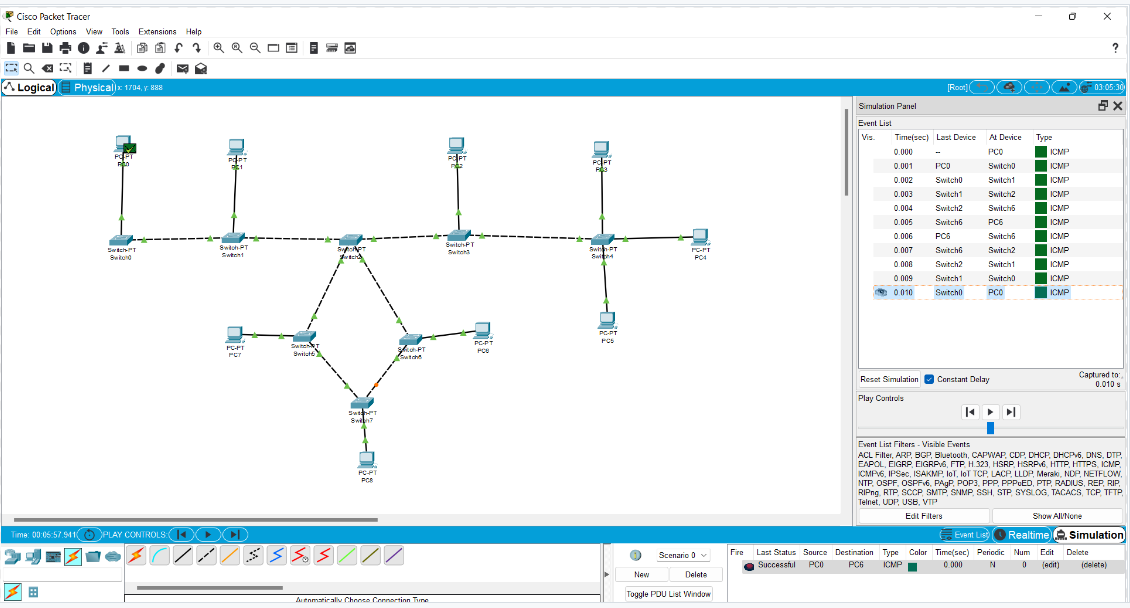 Cisco Packet Tracer
File Edit Options View Tools Extensions Help
?
Logical Physical x: 1704, y: 888
[Root] 03:05:30
PC-PT
PC0
PC-PT
PC1
PC-PT
PC2
PC-PT
PC3
Switch-PT
Switch0
Switch-PT
Switch1
Switch-PT
Switch2
Switch-PT
Switch3
Switch-PT
Switch4
PC-PT
PC4
PC-PT
PC7
Switch-PT
Switch5
Switch-PT
Switch6
PC-PT
PC6
PC-PT
PC5
Switch-PT
Switch7
PC-PT
PC8
Simulation Panel
Event List
Vis. Time(sec) Last Device At Device Type
0.000 -- PC0 ICMP
0.001 PC0 Switch0 ICMP
0.002 Switch0 Switch1 ICMP
0.003 Switch1 Switch2 ICMP
0.004 Switch2 Switch6 ICMP
0.005 Switch6 PC6 ICMP
0.006 PC6 Switch6 ICMP
0.007 Switch6 Switch2 ICMP
0.008 Switch2 Switch1 ICMP
0.009 Switch1 Switch0 ICMP
0.010 Switch0 PC0 ICMP
Reset Simulation Constant Delay
Captured to:
0.010 s
Play Controls
Event List Filters - Visible Events
ACL Filter, ARP, BGP, Bluetooth, CAPWAP, CDP, DHCP, DHCPv6, DNS, DTP,
EAPOL, EIGRP, EIGRPv6, FTP, H.323, HSRP, HSRPv6, HTTP, HTTPS, ICMP,
ICMPv6, IPSec, ISAKMP, IoT, IoT TCP, LACP, LLDP, Meraki, NDP, NETFLOW,
NTP, OSPF, OSPFv6, PAgP, POP3, PPP, PPPoED, PTP, RADIUS, REP, RIP,
RIPng, RTP, SCCP, SMTP, SNMP, SSH, STP, SYSLOG, TACACS, TCP, TFTP,
Telnet, UDP, USB, VTP
Edit Filters Show All/None
Time: 00:05:57.941 PLAY CONTROLS:
Event List Realtime Simulation
Scenario 0
New Delete
Toggle PDU List Window
Fire Last Status Source Destination Type Color Time(sec) Periodic Num Edit Delete
Successful PC0 PC6 ICMP 0.000 N 0 (edit) (delete)
Automatically Choose Connection Type